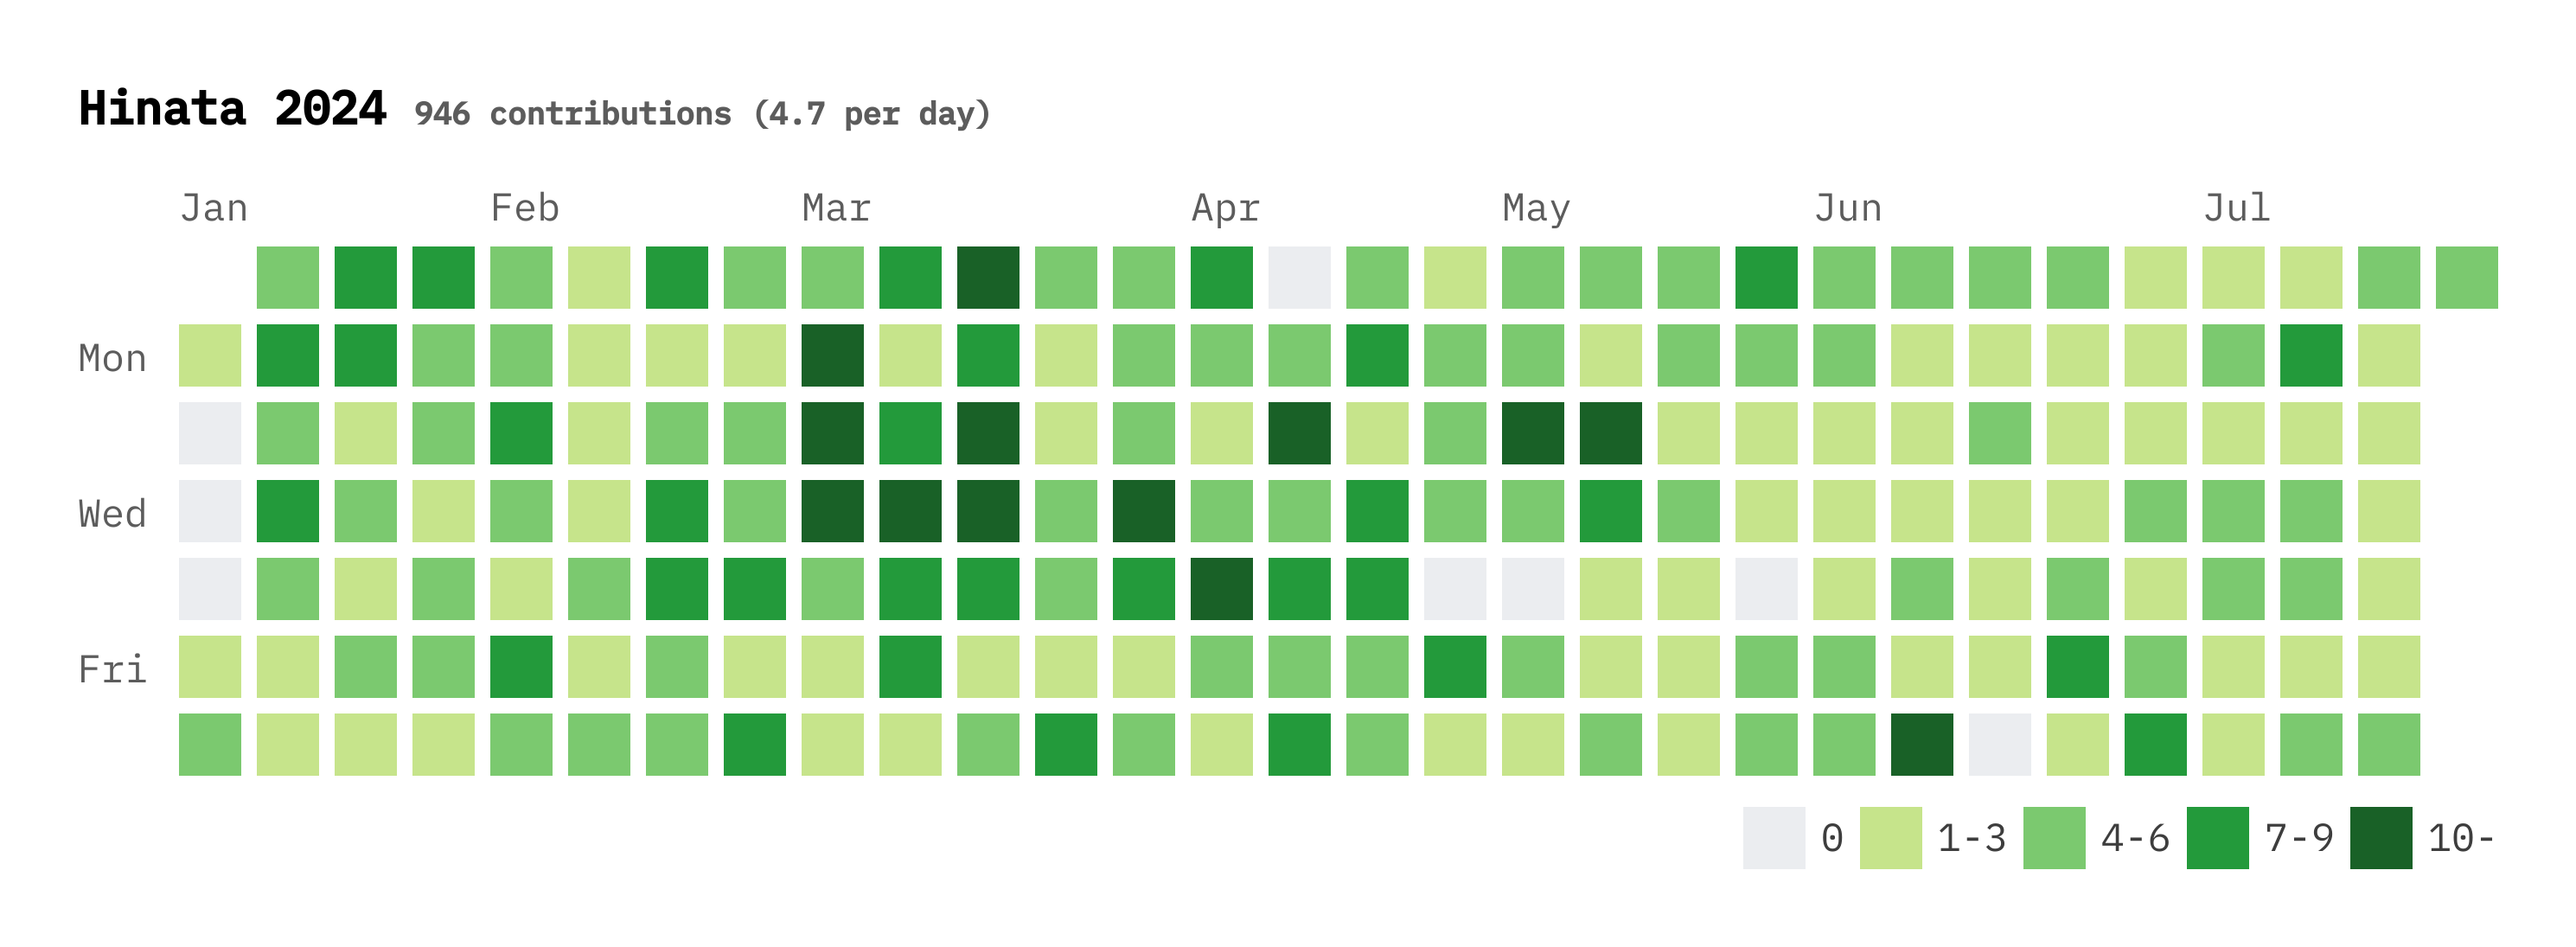 Hinata 2024 946 contributions (4.7 per day)
Jan Feb Mar Apr May Jun Jul
Mon
Wed
Fri
0 1-3 4-6 7-9 10-